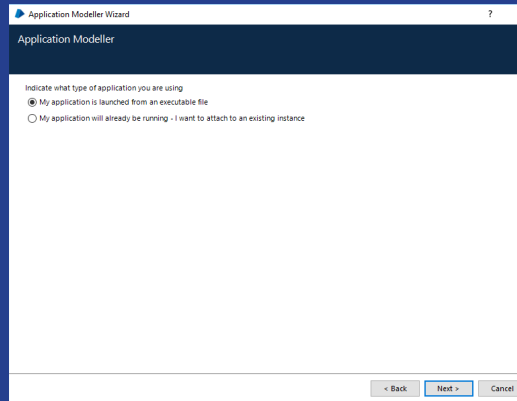 Application Modeller Wizard
?
Application Modeller
Indicate what type of application you are using
My application is launched from an executable file
My application will already be running - I want to attach to an existing instance
< Back
Next >
Cancel